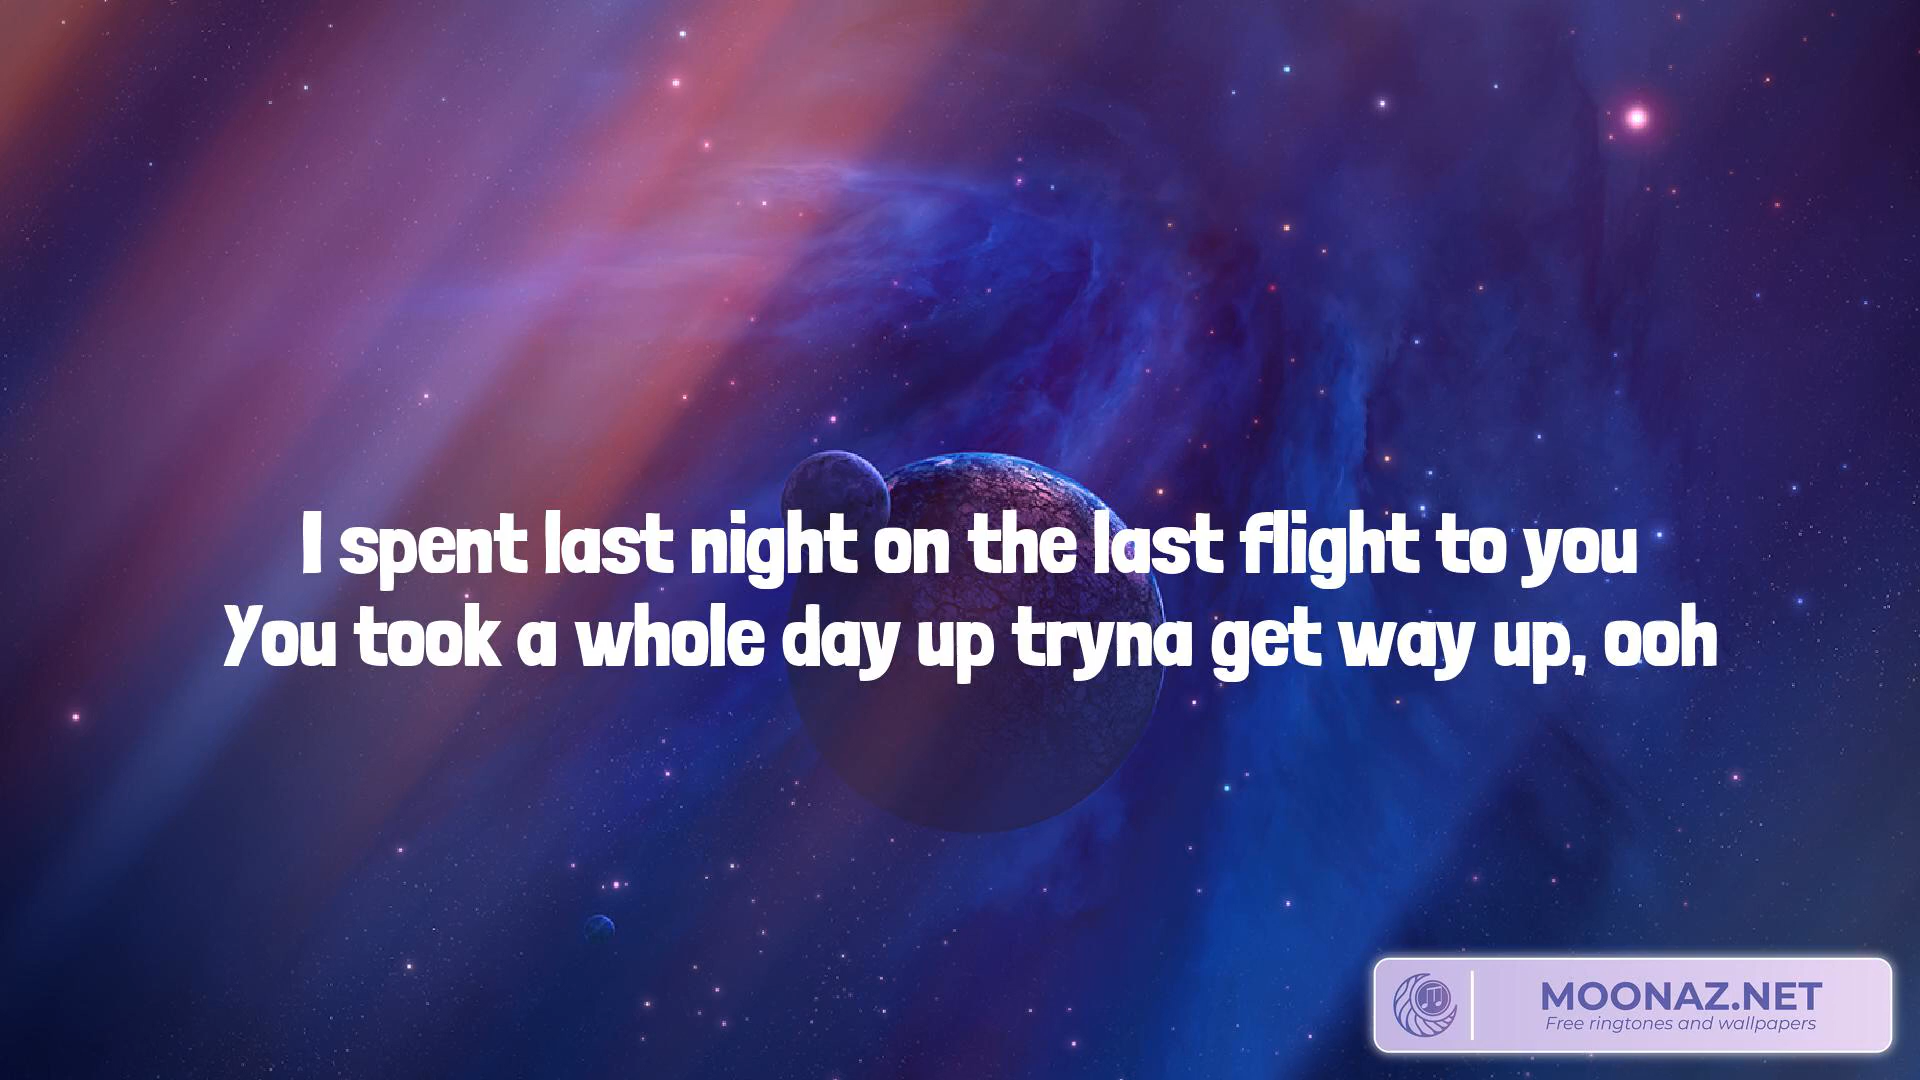 I spent last night on the last flight to you
You took a whole day up tryna get way up, ooh
MOONAZ.NET
Free ringtones and wallpapers